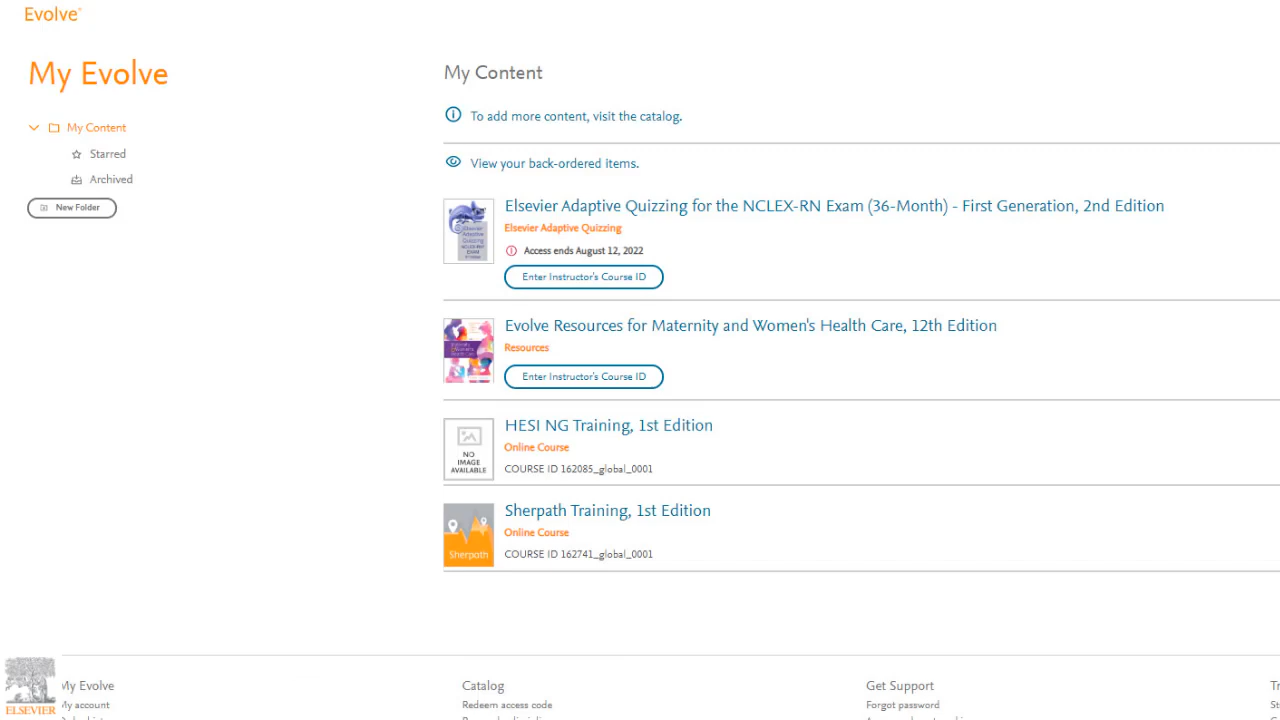 Evolve
My Evolve
My Content
Starred
Archived
New Folder
My Content
To add more content, visit the catalog.
View your back-ordered items.
Elsevier Adaptive Quizzing for the NCLEX-RN Exam (36-Month) - First Generation, 2nd Edition
Elsevier Adaptive Quizzing
Access ends August 12, 2022
Enter Instructor's Course ID
Elsevier
Adaptive
Quizzing
Evolve Resources for Maternity and Women's Health Care, 12th Edition
Resources
Enter Instructor's Course ID
HESI NG Training, 1st Edition
Online Course
COURSE ID 162085_global_0001
NO
IMAGE
AVAILABLE
Sherpath Training, 1st Edition
Online Course
COURSE ID 162741_global_0001
Sherpath
ELSEVIER
My Evolve
My account
Catalog
Redeem access code
Get Support
Forgot password